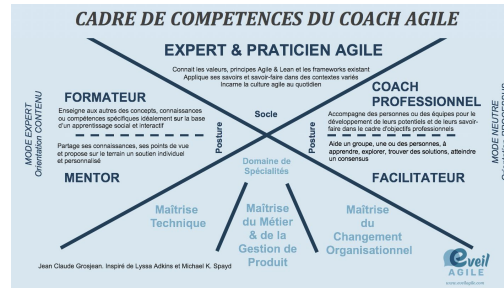 CADRE DE COMPETENCES DU COACH AGILE
EXPERT & PRATICIEN AGILE
Connait les valeurs, principes Agile & Lean et les frameworks existant
Applique ses savoirs et savoir-faire dans des contextes variés
Incarne la culture agile au quotidien
MODE EXPERT
Orientation CONTENU
FORMATEUR
Enseigne aux autres des concepts, connaissances
ou compétences spécifiques idéalement sur la base
d'un apprentissage social et interactif
Partage ses connaissances, ses points de vue
et propose sur le terrain un soutien individuel
et personnalisé
MENTOR
Posture
Socle
Posture
COACH
PROFESSIONNEL
Accompagne des personnes ou des équipes pour le
développement de leurs potentiels et de leurs savoir-
faire dans le cadre d'objectifs professionnels
Aide un groupe, une ou des personnes, à
apprendre, explorer, trouver des solutions, atteindre
un consensus
FACILITATEUR
MODE NEUTRE
Domaine de
Spécialités
Maîtrise
Technique
Maîtrise
du Métier
& de la
Gestion de
Produit
Maîtrise
du
Changement
Organisationnel
Jean Claude Grosjean. Inspiré de Lyssa Adkins et Michael K. Spayd
eveil
AGILE
www.eveilagile.com